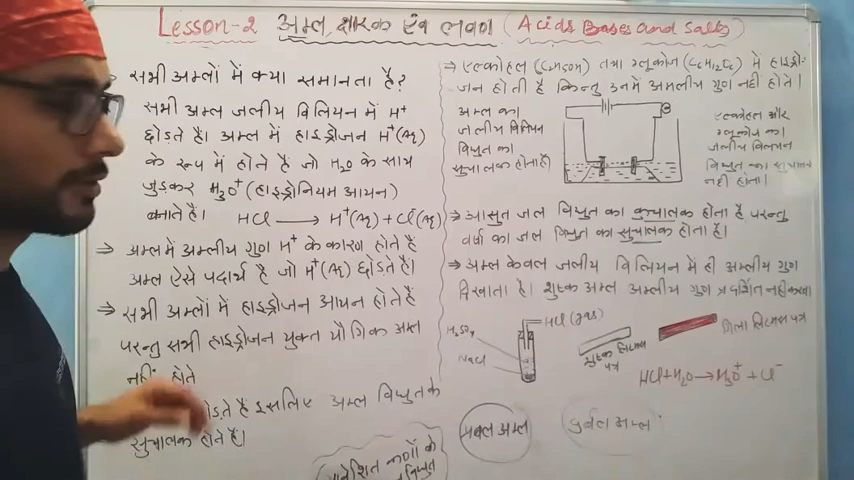 Lesson-2 अम्ल, क्षारक एंव लवण (Acids Bases and Salts)
सभी अम्लों में क्या समानता है?
सभी अम्ल जलीय विलियन में H+
छोड़ते हैं। अम्ल में हाइड्रोजन H+(Aq)
के रूप में होते हैं जो H2O के साथ
जुड़कर H3O+ (हाइड्रोनियम आयन)
बनाते हैं। HCl ⟶ H+(Aq) + Cl-(Aq)
⇒ अम्ल में अम्लीय गुण H+ के कारण होते हैं
अम्ल ऐसे पदार्थ है जो H+(Aq) छोड़ते हैं।
⇒ सभी अम्लों में हाइड्रोजन आयन होते हैं
परन्तु सभी हाइड्रोजन युक्त यौगिक अम्ल
नहीं होते
है इसलिए अम्ल विधुत के
सुचालक होते हैं।
कणों के
विधुत
⇒ एल्कोहल तथा ग्लूकोज में हाइड्रो-
जन होती है किन्तु उनमें अमलीय गुण नहीं होते।
अम्ल का
जलीय विलियन
विधुत का
सुचालक होता है
एल्कोहल और
ग्लूकोज का
जलीय विलयन
विधुत का सुचालक
नहीं होता।
⇒ आसुत जल विधुत का कुचालक होता है परन्तु
वर्षा का जल विधुत का सुचालक होता है।
⇒ अम्ल केवल जलीय विलियन में ही अम्लीय गुण
दिखाता है। शुष्क अम्ल अम्लीय गुण प्रदर्शित नहीं करता
HCl (gas)
H2SO4
NaCl
शुष्क लिटमस
पत्र
गिला लिटमस पत्र
HCl+H2O→H3O+ + Cl-
प्रबल अम्ल
दुर्बल अम्ल